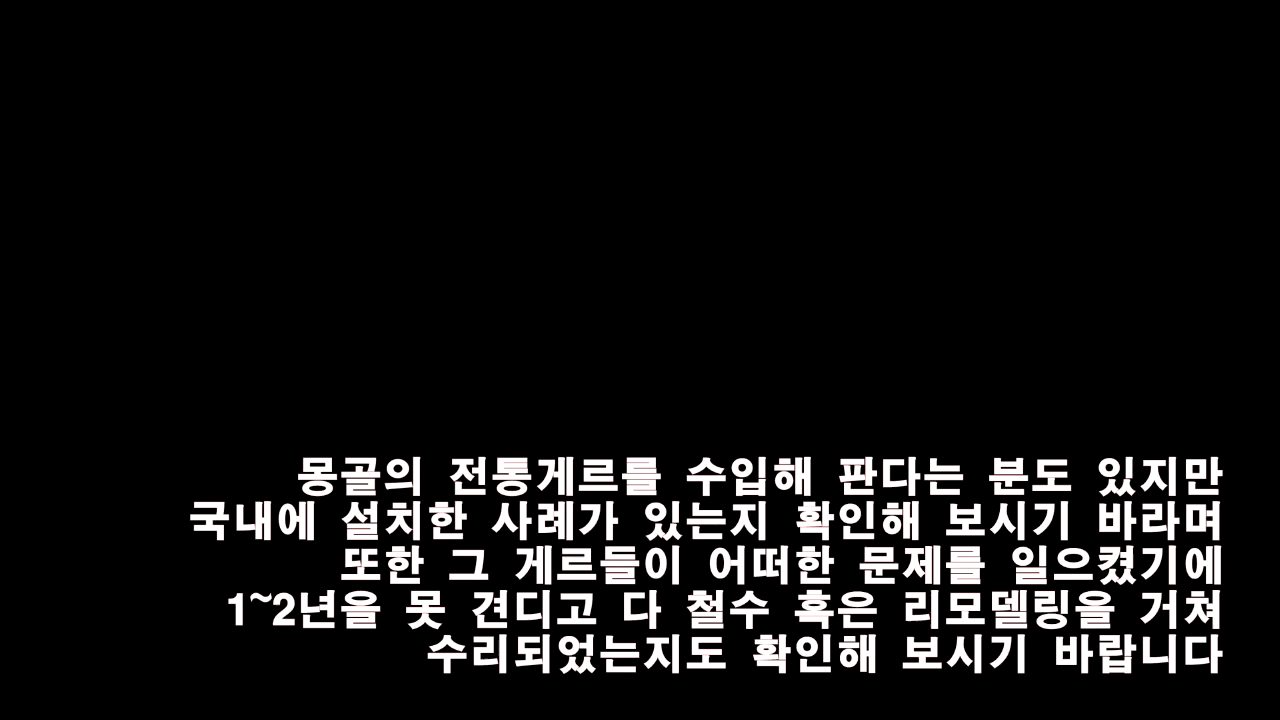 몽골의 전통게르를 수입해 판다는 분도 있지만
국내에 설치한 사례가 있는지 확인해 보시기 바라며
또한 그 게르들이 어떠한 문제를 일으켰기에
1~2년을 못 견디고 다 철수 혹은 리모델링을 거쳐
수리되었는지도 확인해 보시기 바랍니다